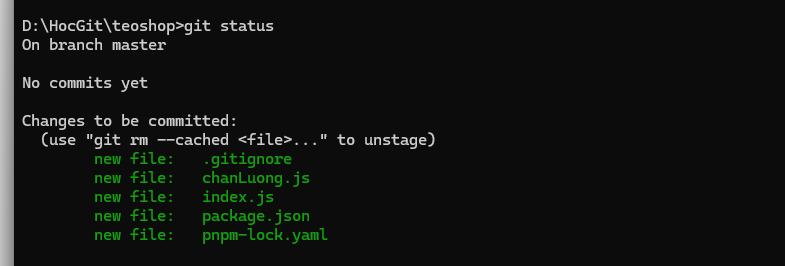 D:\HocGit\teoshop>git status
On branch master
No commits yet
Changes to be committed:
  (use "git rm --cached <file>..." to unstage)
        new file:   .gitignore
        new file:   chanLuong.js
        new file:   index.js
        new file:   package.json
        new file:   pnpm-lock.yaml